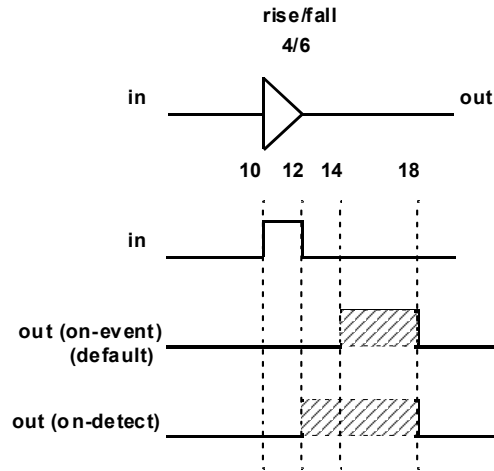 rise/fall
4/6
in out
10 12 14 18
in
out (on-event)
(default)
out (on-detect)